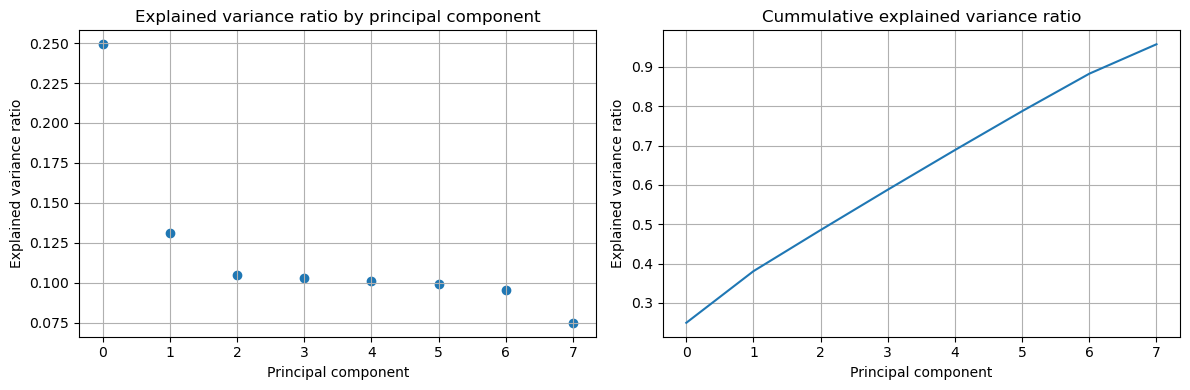 Explained variance ratio by principal component
Explained variance ratio
0.250
0.225
0.200
0.175
0.150
0.125
0.100
0.075
0 1 2 3 4 5 6 7
Principal component
Cummulative explained variance ratio
Explained variance ratio
0.9
0.8
0.7
0.6
0.5
0.4
0.3
0 1 2 3 4 5 6 7
Principal component